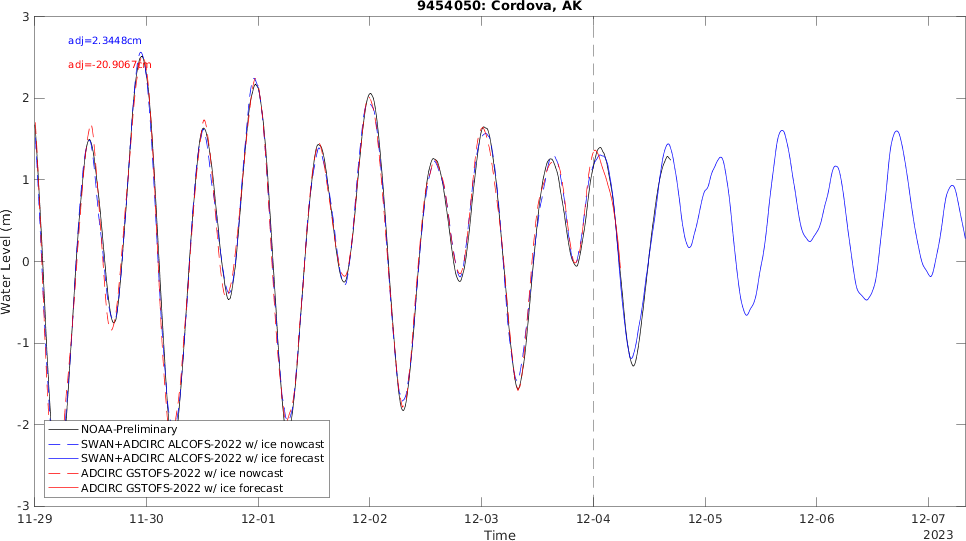 9454050: Cordova, AK
adj=2.3448cm
adj=-20.9067cm
Water Level (m)
3
2
1
0
-1
-2
-3
NOAA-Preliminary
SWAN+ADCIRC ALCOFS-2022 w/ ice nowcast
SWAN+ADCIRC ALCOFS-2022 w/ ice forecast
ADCIRC GSTOFS-2022 w/ ice nowcast
ADCIRC GSTOFS-2022 w/ ice forecast
11-29 11-30 12-01 12-02 12-03 12-04 12-05 12-06 12-07
Time
2023